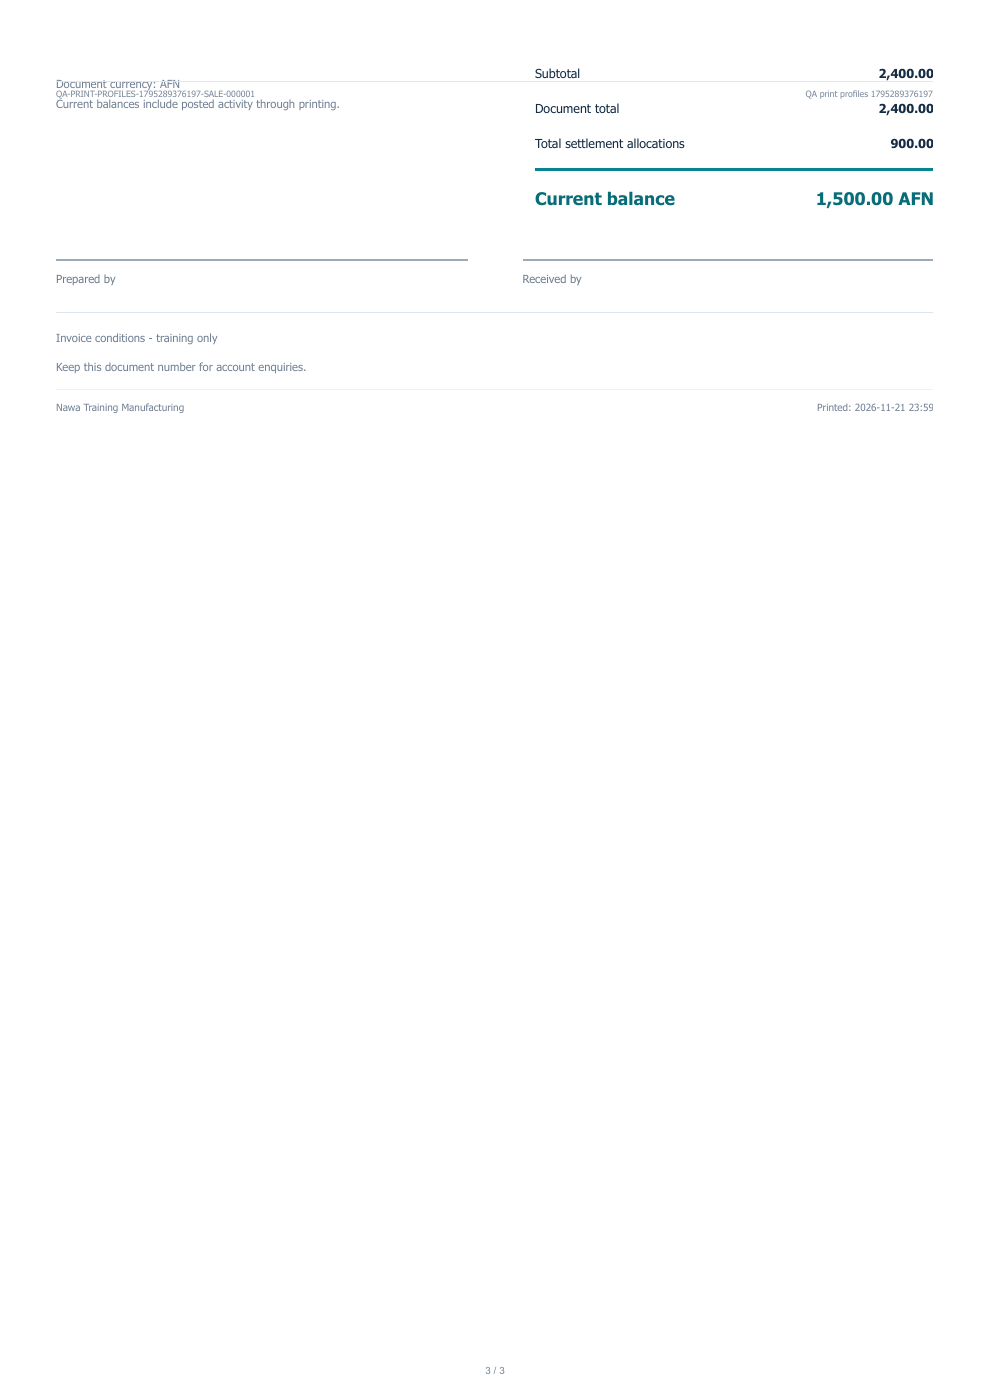 Subtotal 2,400.00
Document currency: AFN
QA-PRINT-PROFILES-1795289376197-SALE-000001 QA print profiles 1795289376197
Current balances include posted activity through printing.
Document total 2,400.00
Total settlement allocations 900.00
Current balance 1,500.00 AFN
Prepared by Received by
Invoice conditions - training only
Keep this document number for account enquiries.
Nawa Training Manufacturing Printed: 2026-11-21 23:59
3 / 3